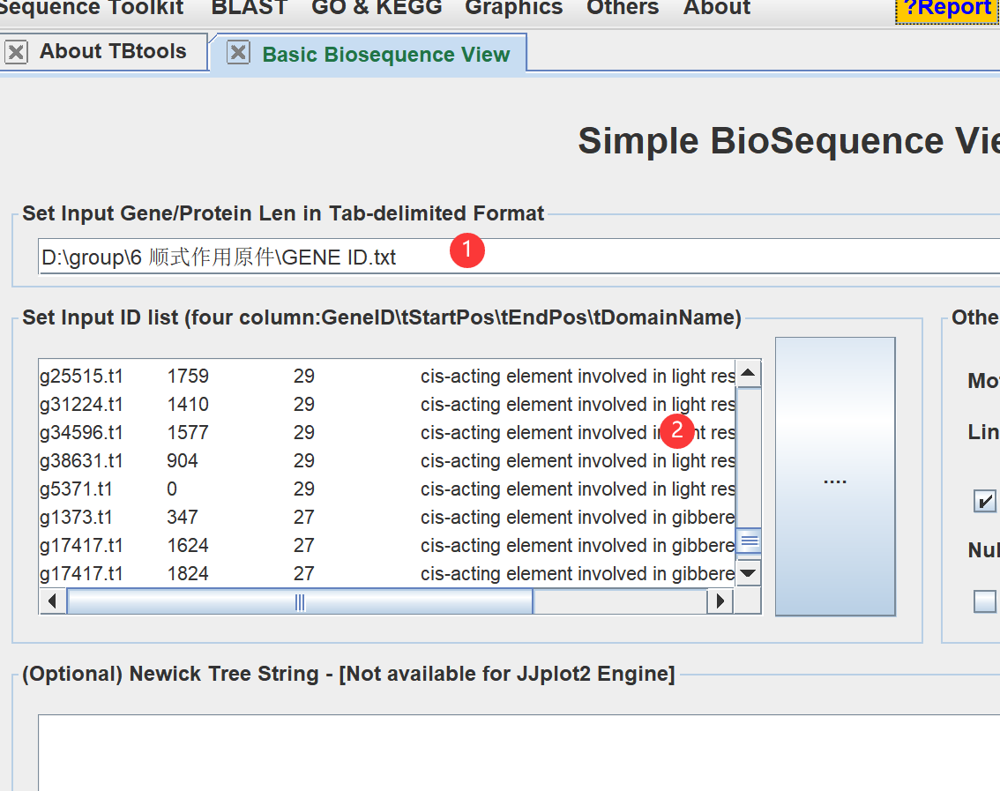 Sequence Toolkit BLAST GO & KEGG Graphics Others About ?Report
About TBtools Basic Biosequence View
Simple BioSequence Vie
Set Input Gene/Protein Len in Tab-delimited Format
D:\group\6 顺式作用原件\GENE ID.txt 1
Set Input ID list (four column:GeneID\tStartPos\tEndPos\tDomainName) Othe
g25515.t1 1759 29 cis-acting element involved in light res
Mo
g31224.t1 1410 29 cis-acting element involved in light res
g34596.t1 1577 29 cis-acting element involved in light res 2
Lin
g38631.t1 904 29 cis-acting element involved in light res
g5371.t1 0 29 cis-acting element involved in light res
....
g1373.t1 347 27 cis-acting element involved in gibbere
g17417.t1 1624 27 cis-acting element involved in gibbere
Nul
g17417.t1 1824 27 cis-acting element involved in gibbere
(Optional) Newick Tree String - [Not available for JJplot2 Engine]